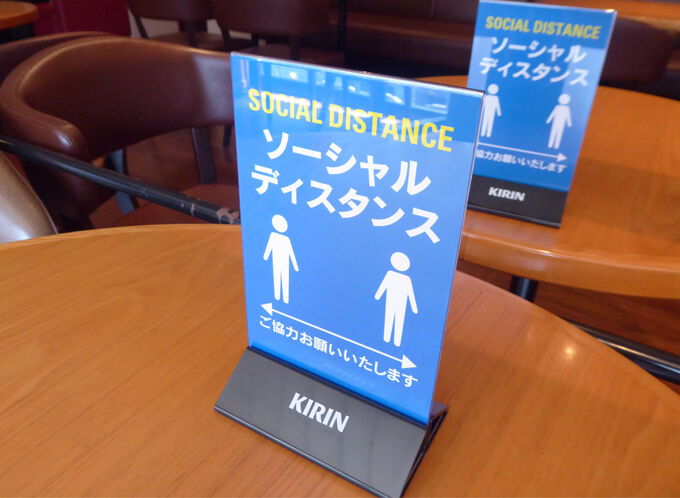 SOCIAL DISTANCE
ソーシャル
ディスタンス
ご協力お願いいたします
KIRIN
SOCIAL DISTANCE
ソーシャル
ディスタンス
協力お願いいたします
KIRIN